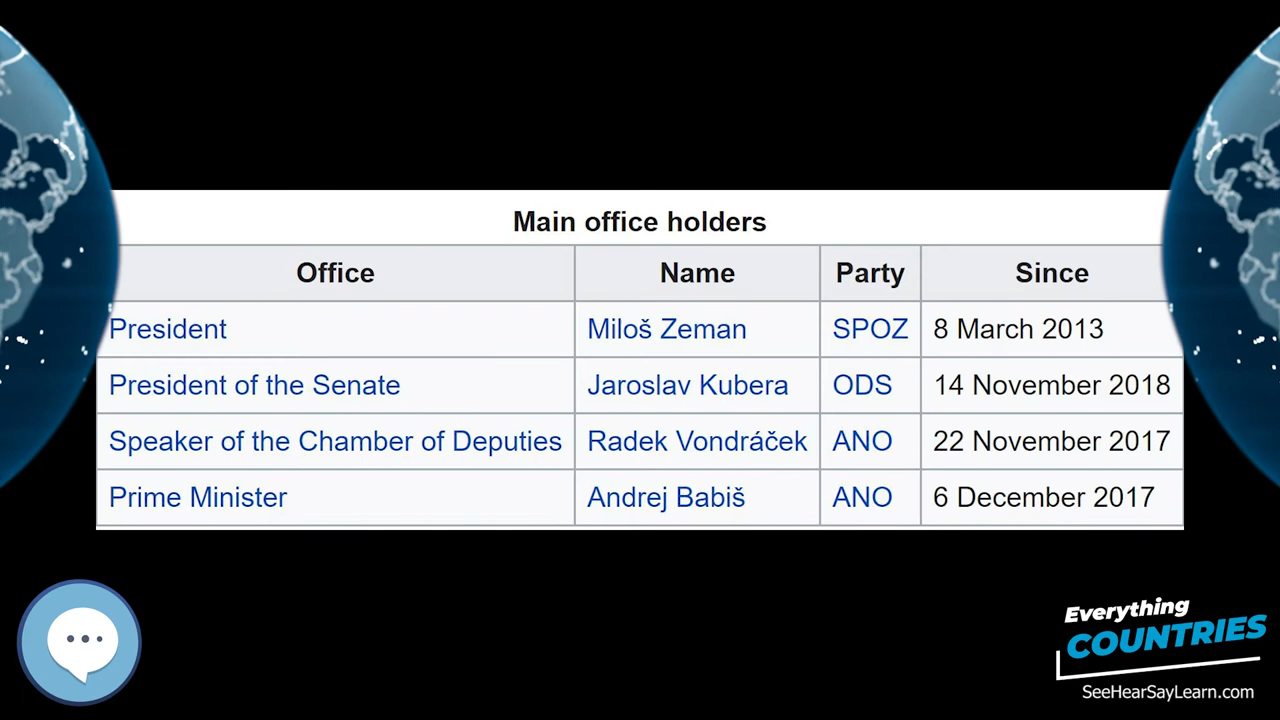 Main office holders
Office Name Party Since
President Miloš Zeman SPOZ 8 March 2013
President of the Senate Jaroslav Kubera ODS 14 November 2018
Speaker of the Chamber of Deputies Radek Vondráček ANO 22 November 2017
Prime Minister Andrej Babiš ANO 6 December 2017
Everything
COUNTRIES
SeeHearSayLearn.com